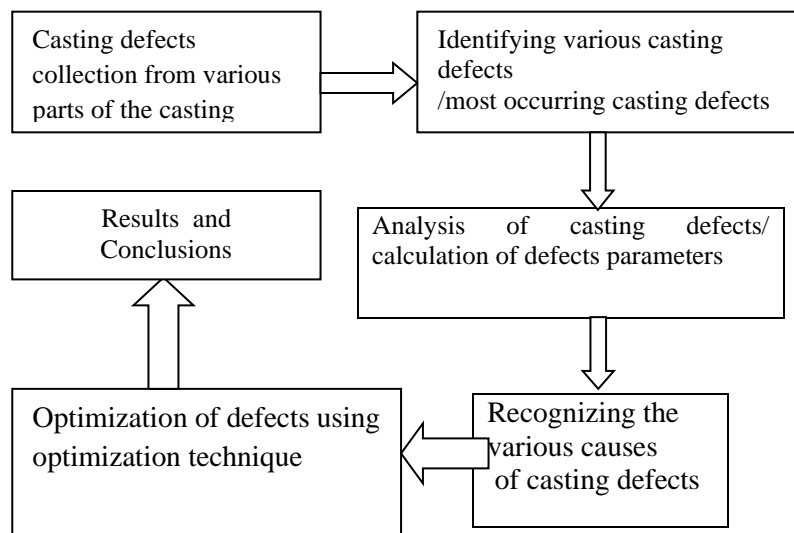 Casting defects
collection from various
parts of the casting
Identifying various casting
defects
/most occurring casting defects
Analysis of casting defects/
calculation of defects parameters
Recognizing the
various causes
of casting defects
Optimization of defects using
optimization technique
Results and
Conclusions